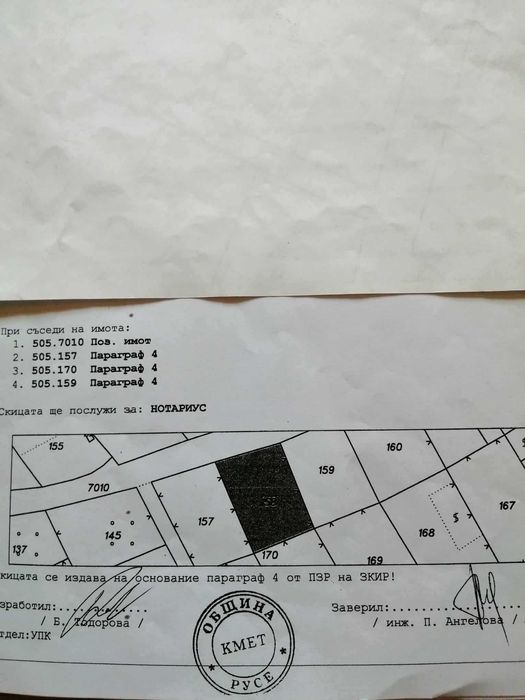 При съседи на имота:
1. 505.7010 Пов. имот
2. 505.157 Параграф 4
3. 505.170 Параграф 4
4. 505.159 Параграф 4
Скицата ще послужи за: НОТАРИУС
155
160
159
7010
167
157
145
168
137
170
169
кицата се издава на основание параграф 4 от ПЗР на ЗКИР!
зработил:
Заверил:
/ Б. Тодорова /
/ инж. П. Ангелова /
тдел:УПК
ОБЩИНА
КМЕТ
РУСЕ